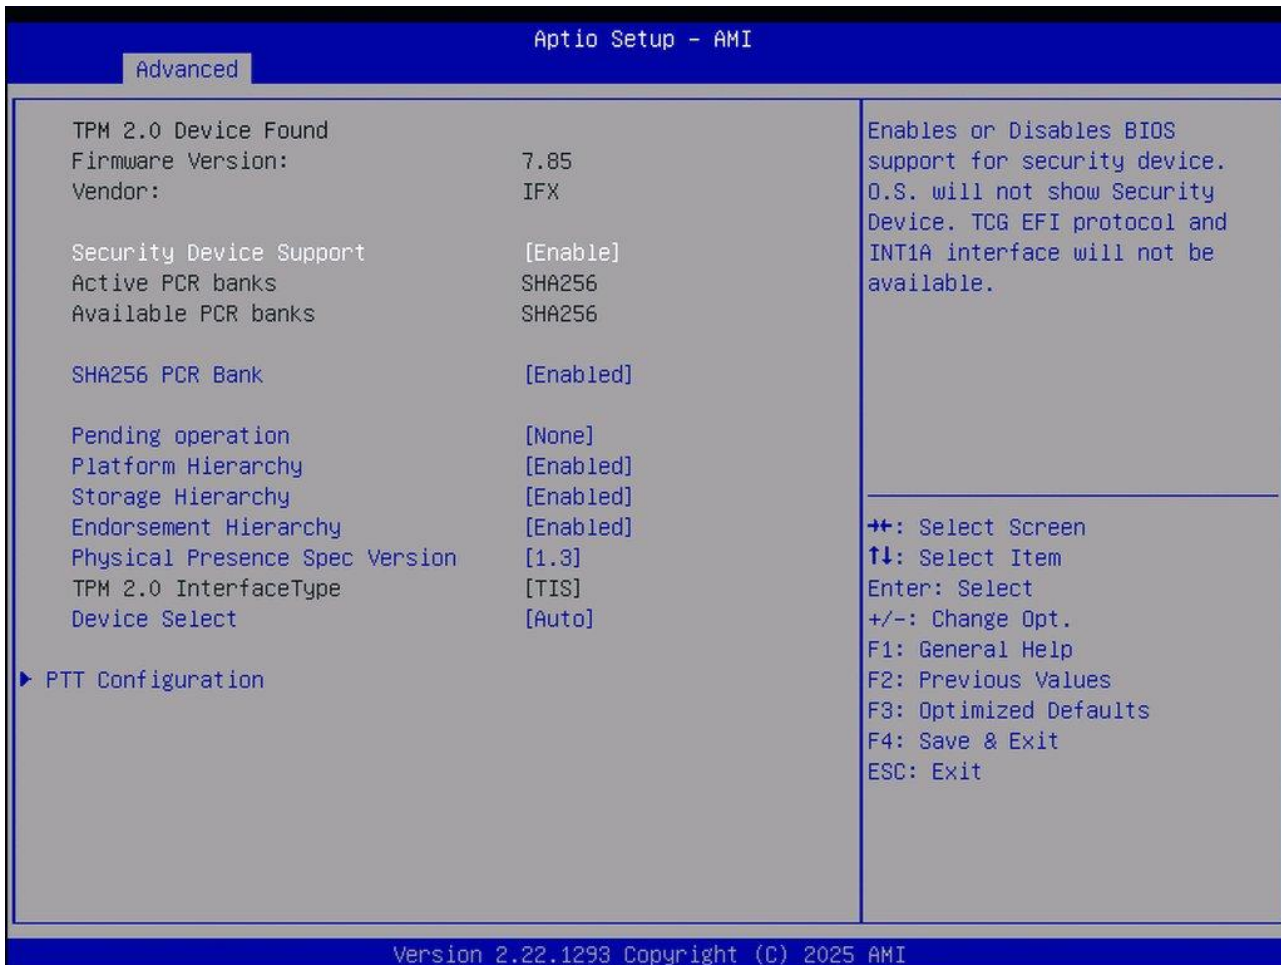 Aptio Setup – AMI
Advanced
TPM 2.0 Device Found
Firmware Version: 7.85
Vendor: IFX
Security Device Support [Enable]
Active PCR banks SHA256
Available PCR banks SHA256
SHA256 PCR Bank [Enabled]
Pending operation [None]
Platform Hierarchy [Enabled]
Storage Hierarchy [Enabled]
Endorsement Hierarchy [Enabled]
Physical Presence Spec Version [1.3]
TPM 2.0 InterfaceType [TIS]
Device Select [Auto]
▶ PTT Configuration
Enables or Disables BIOS
support for security device.
O.S. will not show Security
Device. TCG EFI protocol and
INT1A interface will not be
available.
→←: Select Screen
↑↓: Select Item
Enter: Select
+/-: Change Opt.
F1: General Help
F2: Previous Values
F3: Optimized Defaults
F4: Save & Exit
ESC: Exit
Version 2.22.1293 Copyright (C) 2025 AMI